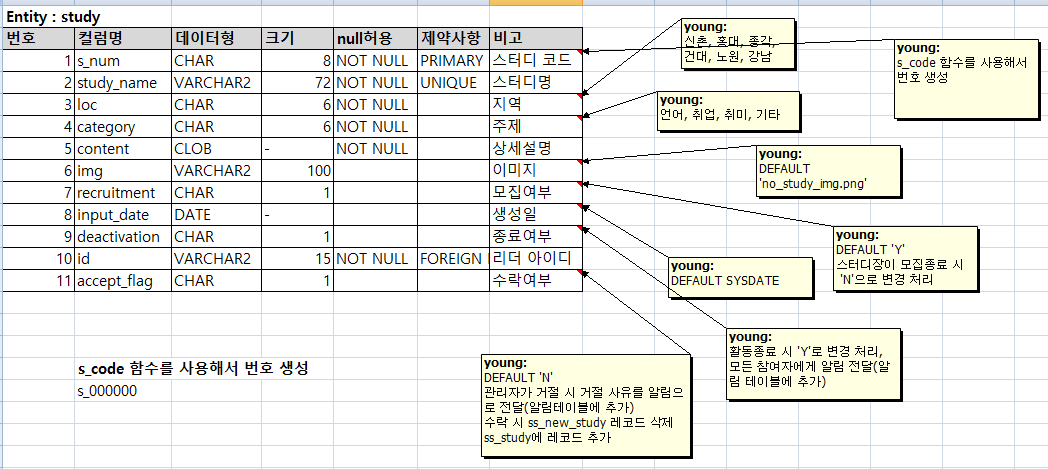 Entity : study
번호 컬럼명 데이터형 크기 null허용 제약사항 비고
1 s_num CHAR 8 NOT NULL PRIMARY 스터디 코드
2 study_name VARCHAR2 72 NOT NULL UNIQUE 스터디명
3 loc CHAR 6 NOT NULL 지역
4 category CHAR 6 NOT NULL 주제
5 content CLOB - NOT NULL 상세설명
6 img VARCHAR2 100 이미지
7 recruitment CHAR 1 모집여부
8 input_date DATE - 생성일
9 deactivation CHAR 1 종료여부
10 id VARCHAR2 15 NOT NULL FOREIGN 리더 아이디
11 accept_flag CHAR 1 수락여부
young:
신촌, 홍대, 종각,
건대, 노원, 강남
young:
s_code 함수를 사용해서
번호 생성
young:
언어, 취업, 취미, 기타
young:
DEFAULT
'no_study_img.png'
young:
DEFAULT 'Y'
스터디장이 모집종료 시
'N'으로 변경 처리
young:
DEFAULT SYSDATE
young:
활동종료 시 'Y'로 변경 처리,
모든 참여자에게 알림 전달(알
림 테이블에 추가)
young:
DEFAULT 'N'
관리자가 거절 시 거절 사유를 알림으
로 전달(알림테이블에 추가)
수락 시 ss_new_study 레코드 삭제
ss_study에 레코드 추가
s_code 함수를 사용해서 번호 생성
s_000000